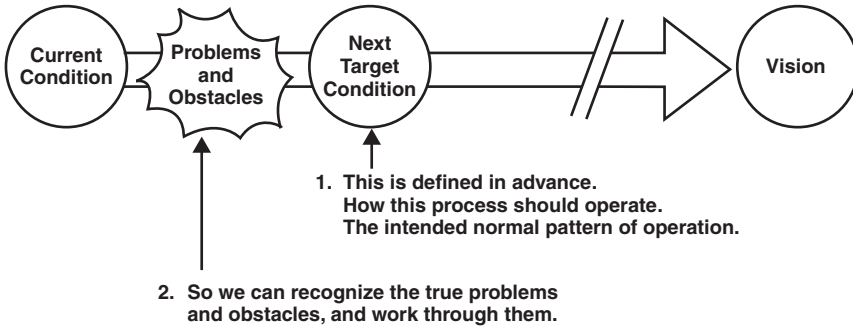 Current
Condition
Problems
and
Obstacles
Next
Target
Condition
Vision
1. This is defined in advance.
How this process should operate.
The intended normal pattern of operation.
2. So we can recognize the true problems
and obstacles, and work through them.